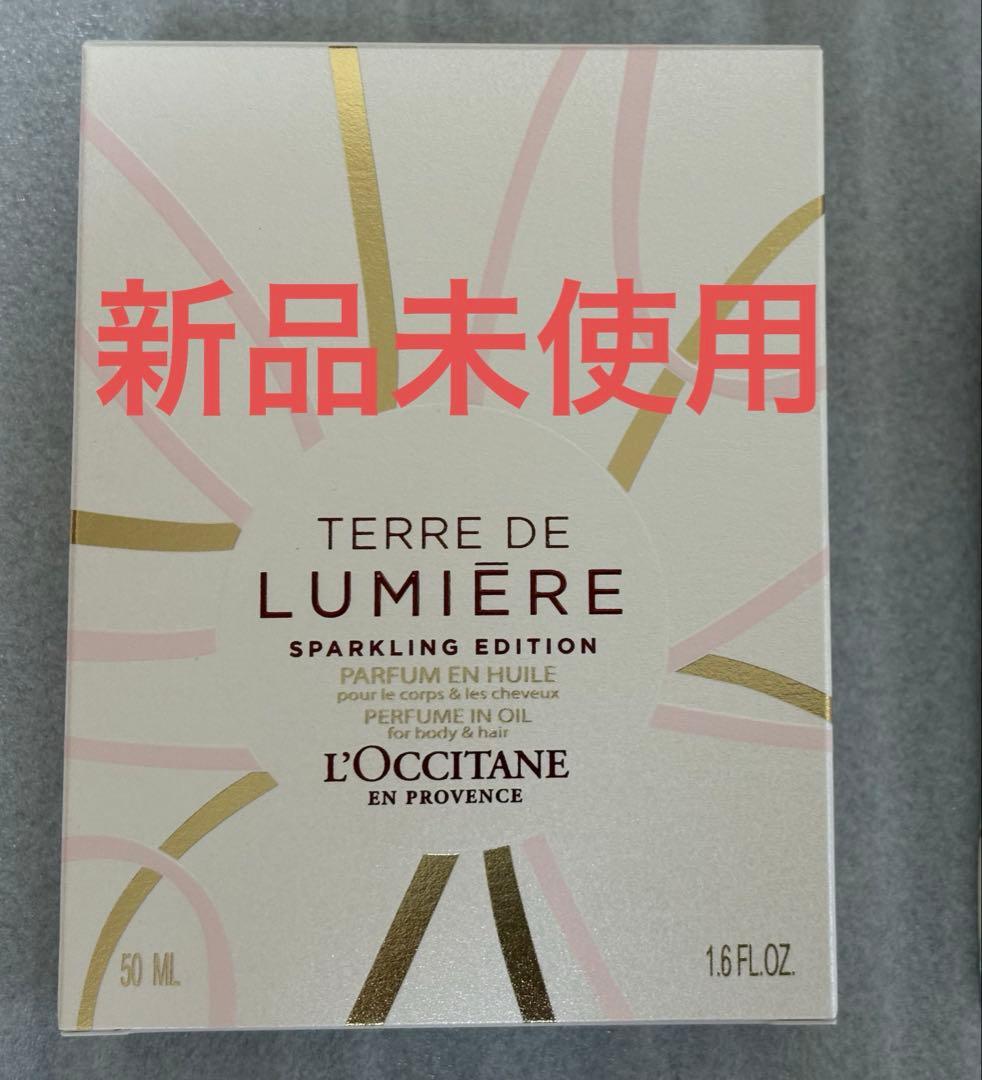 新品未使用
TERRE DE
LUMIĒRE
SPARKLING EDITION
PARFUM EN HUILE
pour le corps & les cheveux
PERFUME IN OIL
for body & hair
L'OCCITANE
EN PROVENCE
50 ML
1.6 FL.OZ.